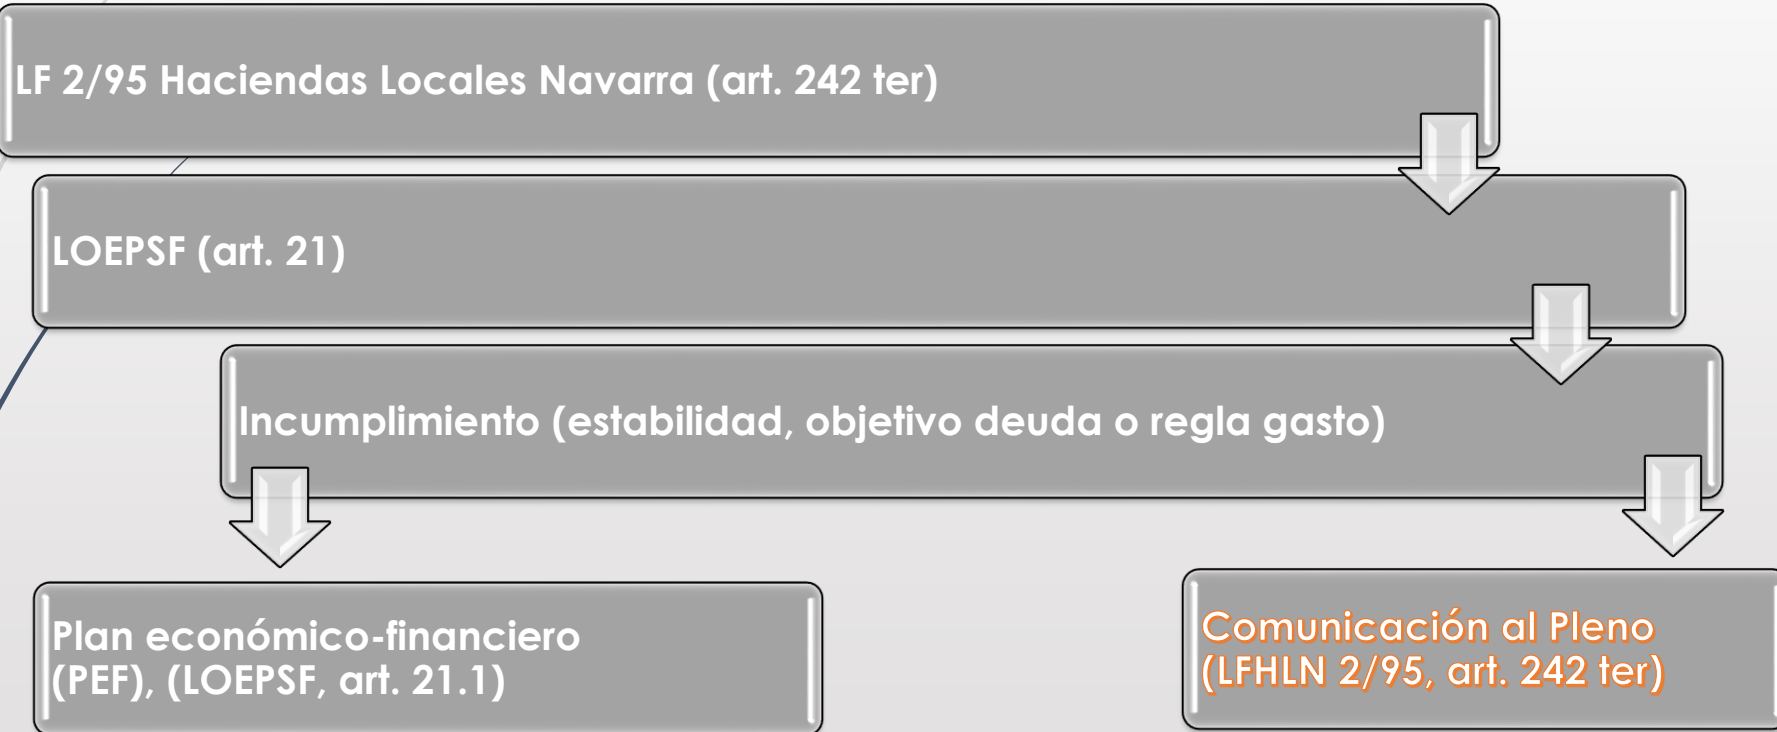 LF 2/95 Haciendas Locales Navarra (art. 242 ter)
LOEPSF (art. 21)
Incumplimiento (estabilidad, objetivo deuda o regla gasto)
Plan económico-financiero
(PEF), (LOEPSF, art. 21.1)
Comunicación al Pleno
(LFHLN 2/95, art. 242 ter)